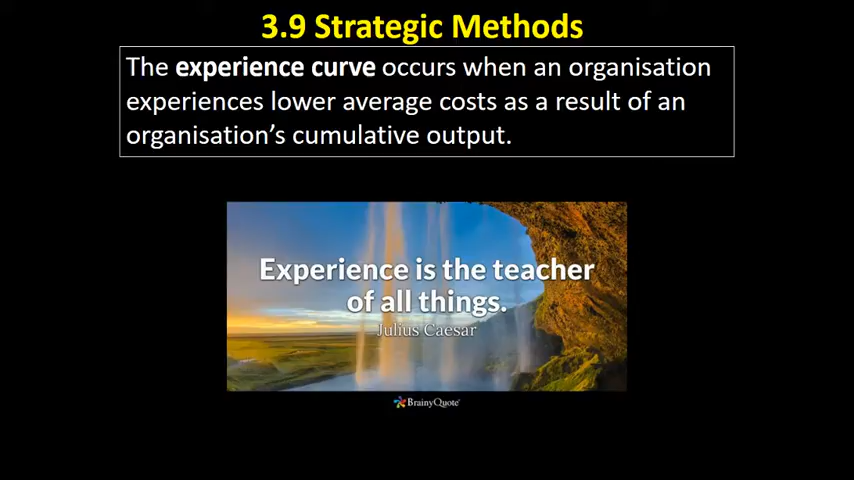 3.9 Strategic Methods
The experience curve occurs when an organisation
experiences lower average costs as a result of an
organisation's cumulative output.
Experience is the teacher
of all things.
Julius Caesar
BrainyQuote®